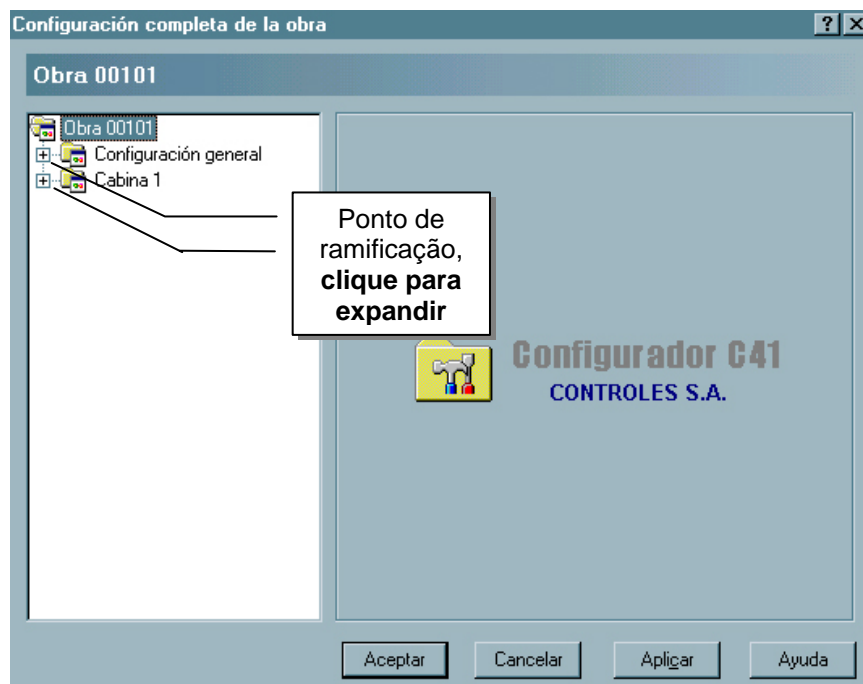 Configuración completa de la obra
Obra 00101
Obra 00101
Configuración general
Cabina 1
Ponto de
ramificação,
clique para
expandir
Configurador C41
CONTROLES S.A.
Aceptar Cancelar Aplicar Ayuda